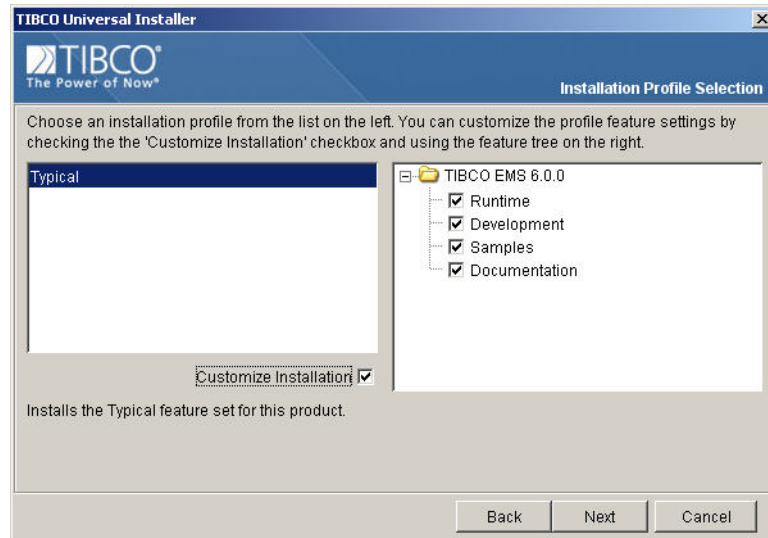 TIBCO Universal Installer
TIBCO®
The Power of Now®
Installation Profile Selection
Choose an installation profile from the list on the left. You can customize the profile feature settings by
checking the the 'Customize Installation' checkbox and using the feature tree on the right.
Typical
TIBCO EMS 6.0.0
Runtime
Development
Samples
Documentation
Customize Installation
Installs the Typical feature set for this product.
Back
Next
Cancel